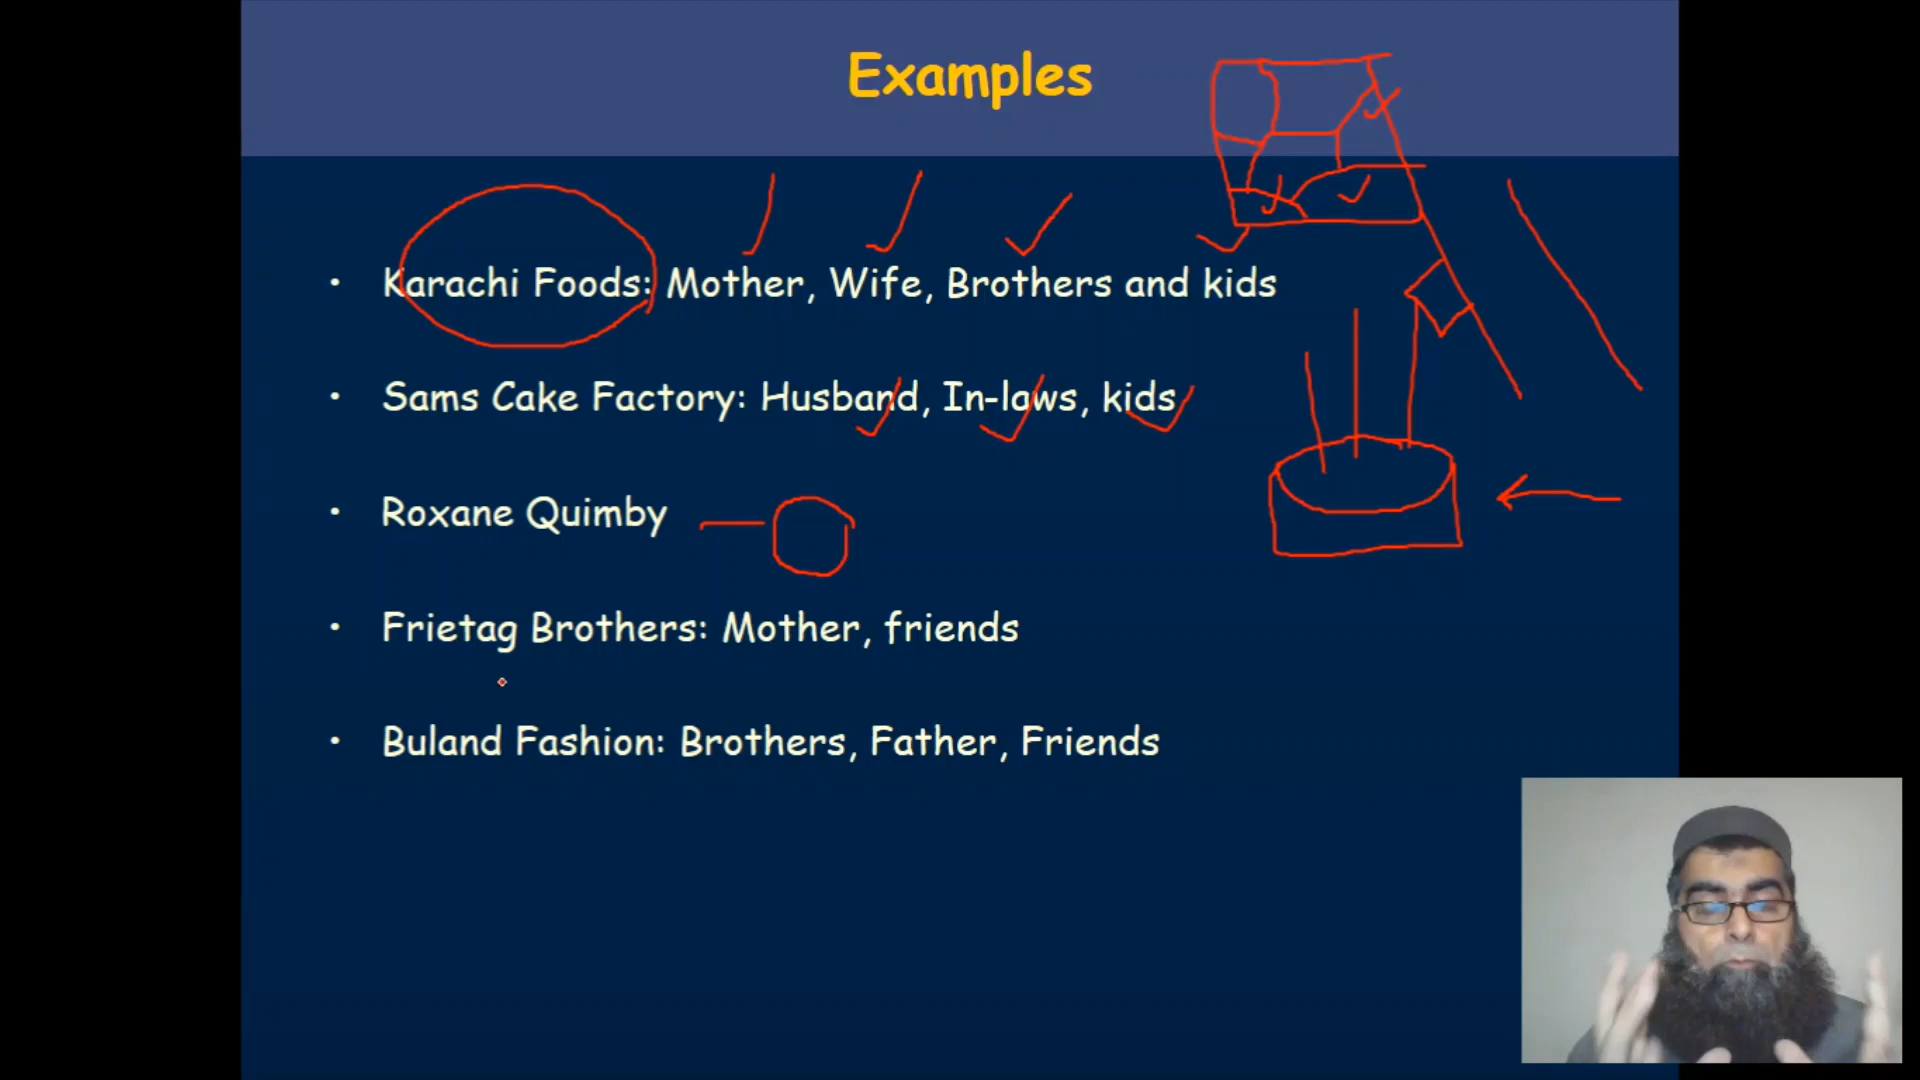 Examples
• Karachi Foods: Mother, Wife, Brothers and kids
• Sams Cake Factory: Husband, In-laws, kids
• Roxane Quimby
• Frietag Brothers: Mother, friends
• Buland Fashion: Brothers, Father, Friends